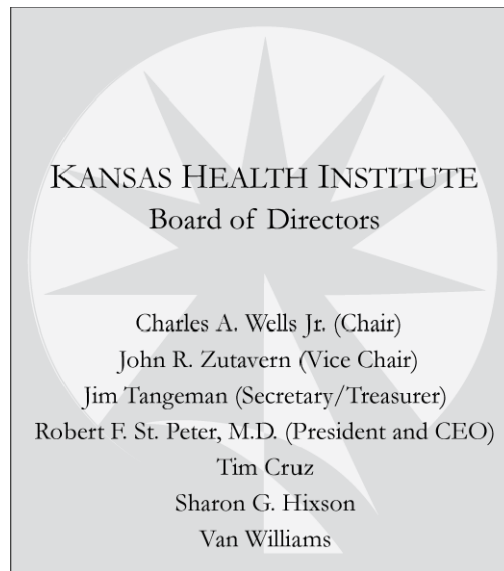 KANSAS HEALTH INSTITUTE
Board of Directors
Charles A. Wells Jr. (Chair)
John R. Zutavern (Vice Chair)
Jim Tangeman (Secretary/Treasurer)
Robert F. St. Peter, M.D. (President and CEO)
Tim Cruz
Sharon G. Hixson
Van Williams